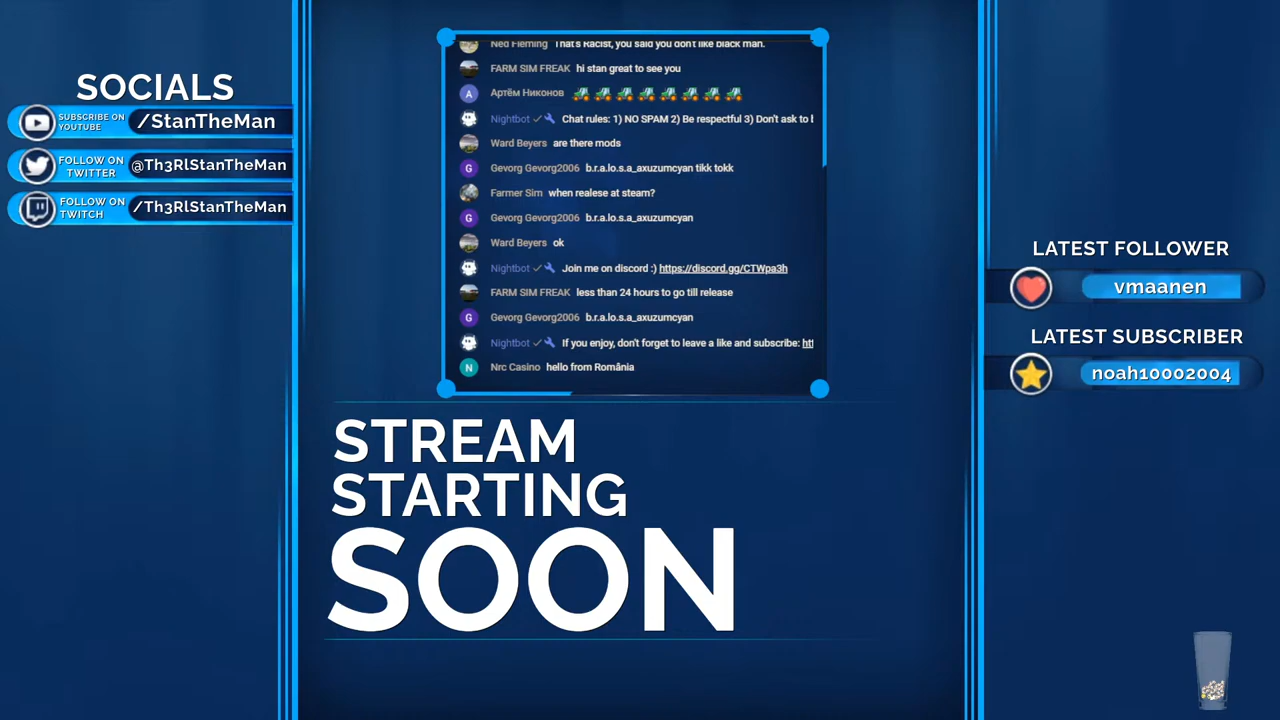 SOCIALS
SUBSCRIBE ON
YOUTUBE
/StanTheMan
FOLLOW ON
TWITTER
@Th3RlStanTheMan
FOLLOW ON
TWITCH
/Th3RlStanTheMan
Ned Fleming That's Racist, you said you don't like black man.
FARM SIM FREAK hi stan great to see you
A Артём Никонов
Nightbot Chat rules: 1) NO SPAM 2) Be respectful 3) Don't ask to
Ward Beyers are there mods
G Gevorg Gevorg2006 b.r.a.lo.s.a_axuzumcyan tikk tokk
Farmer Sim when realese at steam?
G Gevorg Gevorg2006 b.r.a.lo.s.a_axuzumcyan
Ward Beyers ok
Nightbot Join me on discord :) https://discord.gg/CTWpa3h
FARM SIM FREAK less than 24 hours to go till release
G Gevorg Gevorg2006 b.r.a.lo.s.a_axuzumcyan
Nightbot If you enjoy, don't forget to leave a like and subscribe:
N Nrc Casino hello from România
STREAM
STARTING
SOON
LATEST FOLLOWER
vmaanen
LATEST SUBSCRIBER
noah10002004